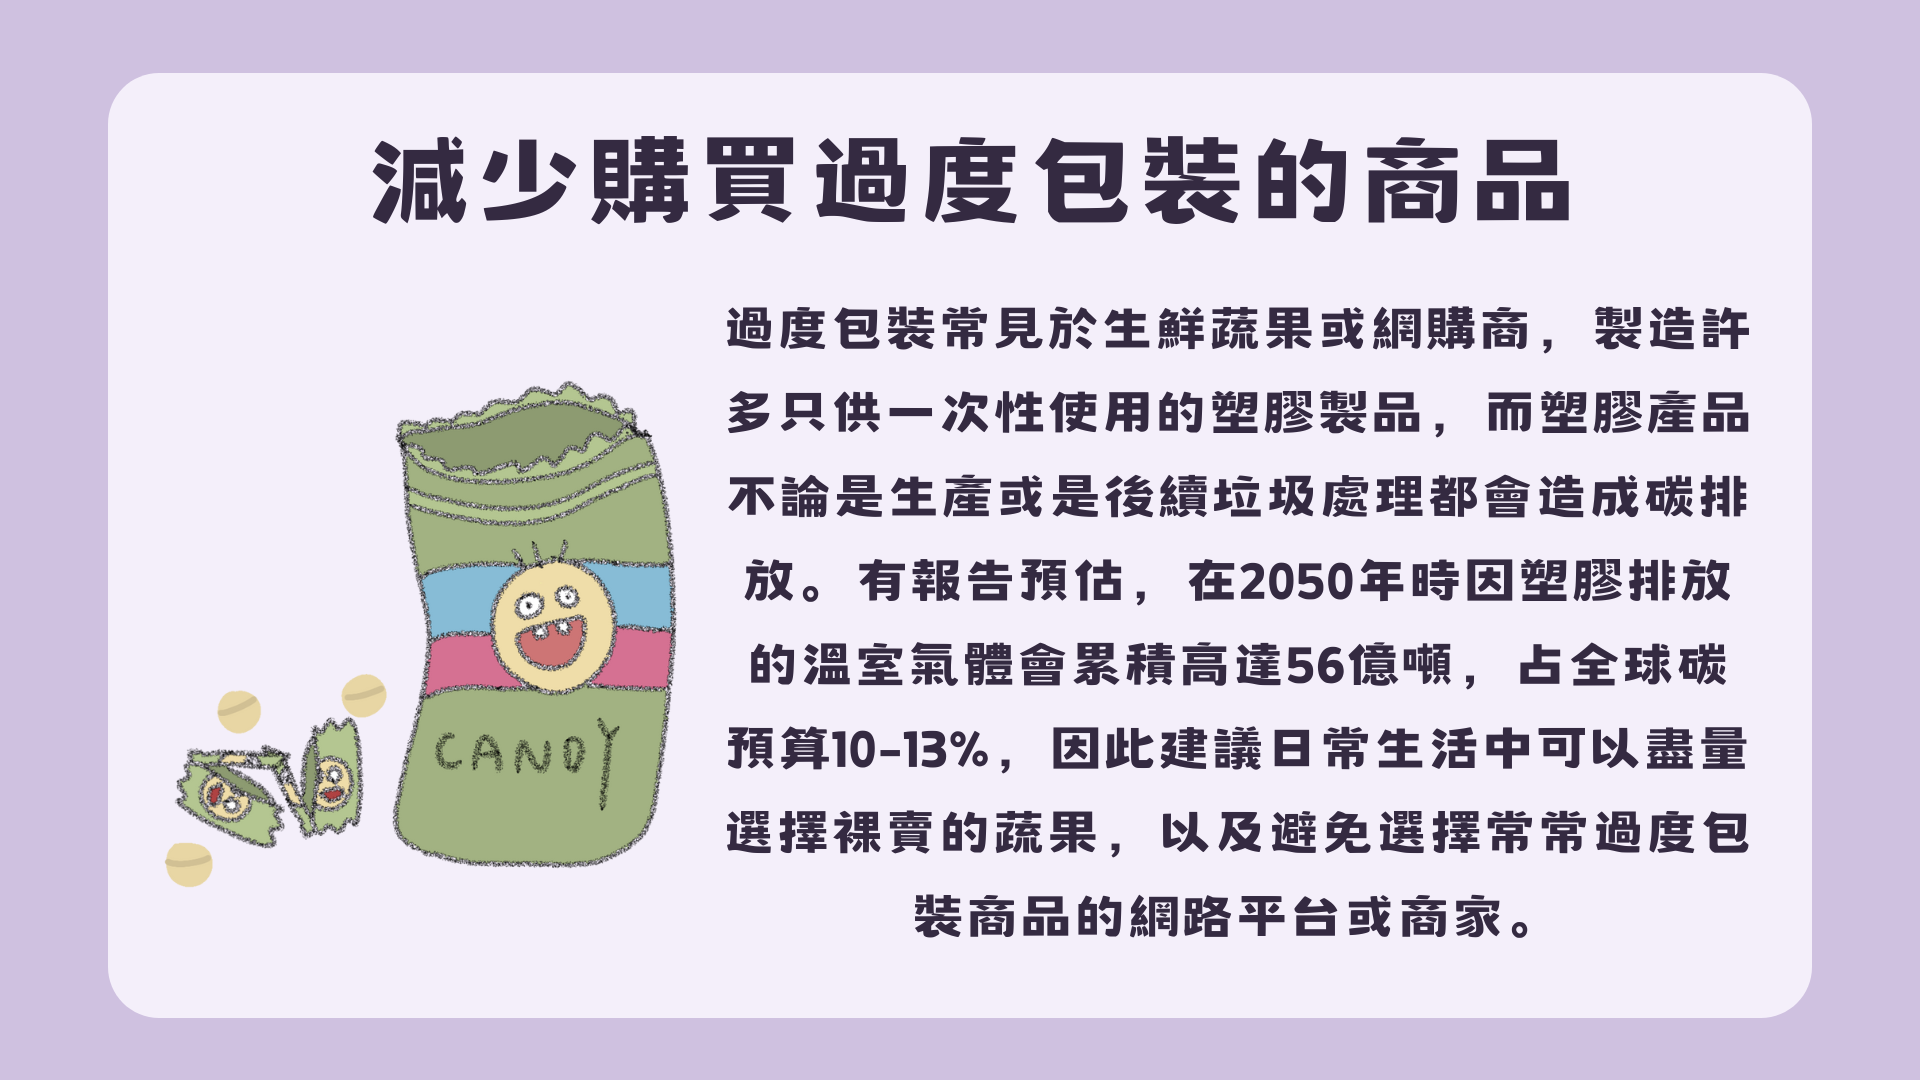 減少購買過度包裝的商品
過度包裝常見於生鮮蔬果或網購商，製造許
多只供一次性使用的塑膠製品，而塑膠產品
不論是生產或是後續垃圾處理都會造成碳排
放。有報告預估，在2050年時因塑膠排放
的溫室氣體會累積高達56億噸，占全球碳
預算10-13%，因此建議日常生活中可以盡量
選擇裸賣的蔬果，以及避免選擇常常過度包
裝商品的網路平台或商家。
CANDY